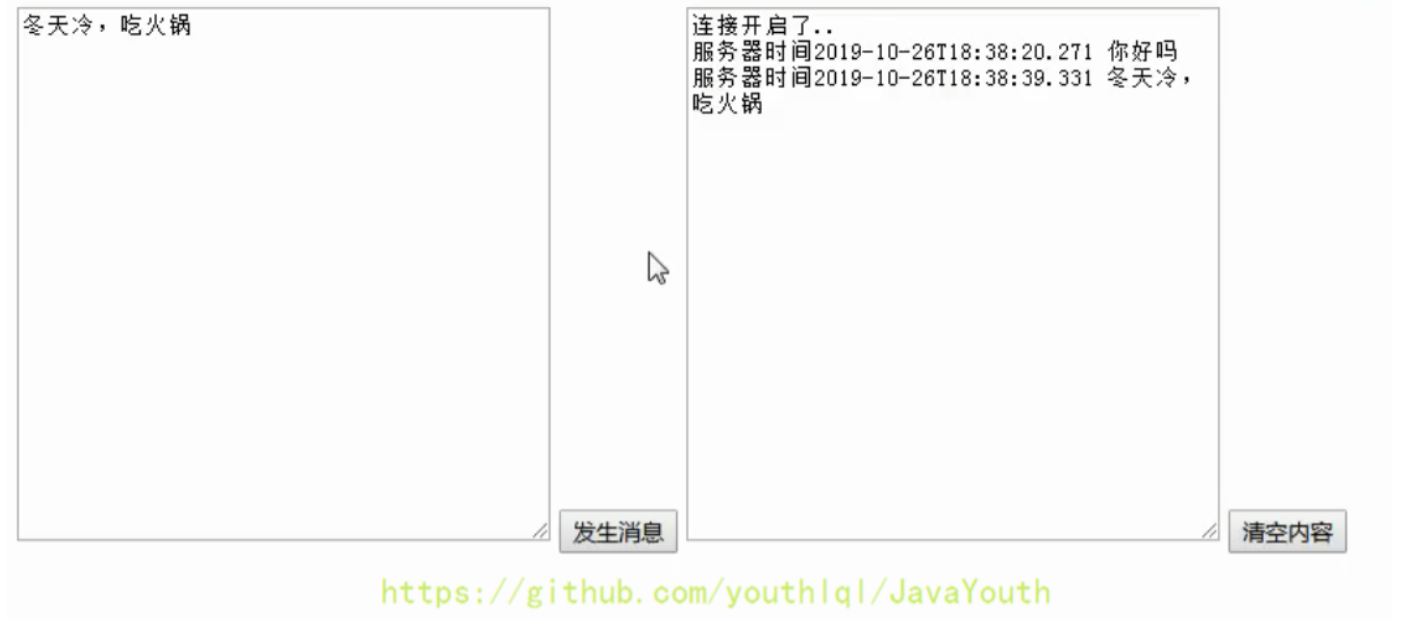 冬天冷，吃火锅
连接开启了..
服务器时间2019-10-26T18:38:20.271 你好吗
服务器时间2019-10-26T18:38:39.331 冬天冷，
吃火锅
发生消息
清空内容
https://github.com/youthlql/JavaYouth